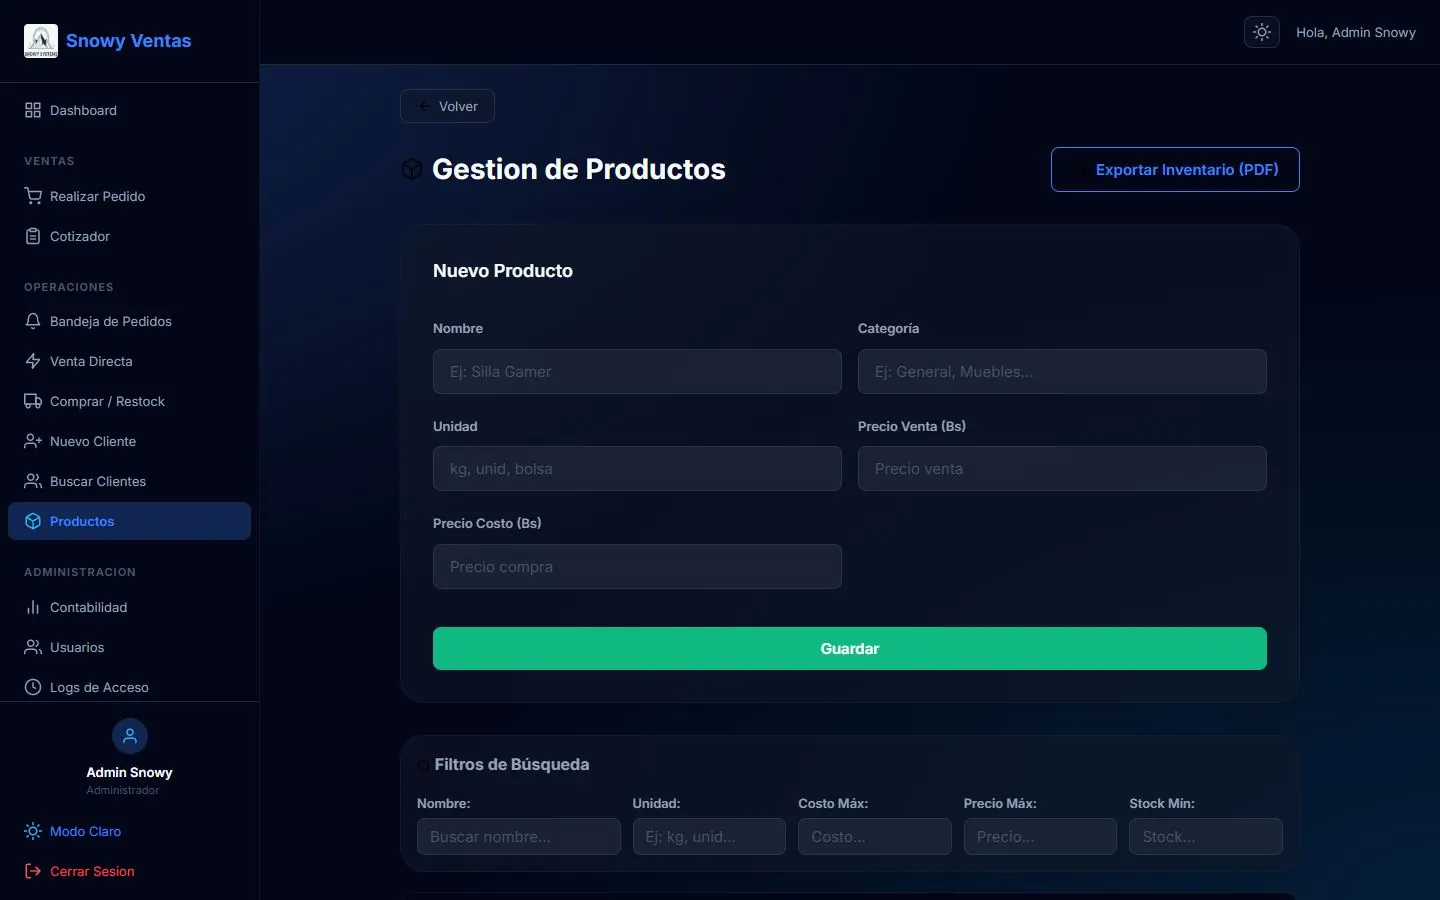 SNOWY SYSTEMS
Snowy Ventas
Hola, Admin Snowy
Dashboard
VENTAS
Realizar Pedido
Cotizador
OPERACIONES
Bandeja de Pedidos
Venta Directa
Comprar / Restock
Nuevo Cliente
Buscar Clientes
Productos
ADMINISTRACION
Contabilidad
Usuarios
Logs de Acceso
Admin Snowy
Administrador
Modo Claro
Cerrar Sesion
Volver
Gestion de Productos
Exportar Inventario (PDF)
Nuevo Producto
Nombre
Categoría
Ej: Silla Gamer
Ej: General, Muebles...
Unidad
Precio Venta (Bs)
kg, unid, bolsa
Precio venta
Precio Costo (Bs)
Precio compra
Guardar
Filtros de Búsqueda
Nombre:
Unidad:
Costo Máx:
Precio Máx:
Stock Mín:
Buscar nombre...
Ej: kg, unid...
Costo...
Precio...
Stock...